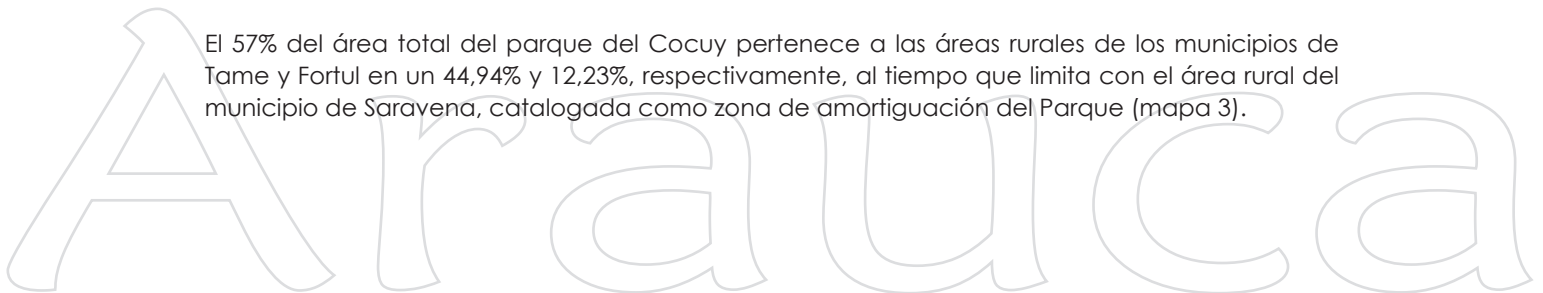 El 57% del área total del parque del Cocuy pertenece a las áreas rurales de los municipios de
Tame y Fortul en un 44,94% y 12,23%, respectivamente, al tiempo que limita con el área rural del
municipio de Saravena, catalogada como zona de amortiguación del Parque (mapa 3).
Arauca